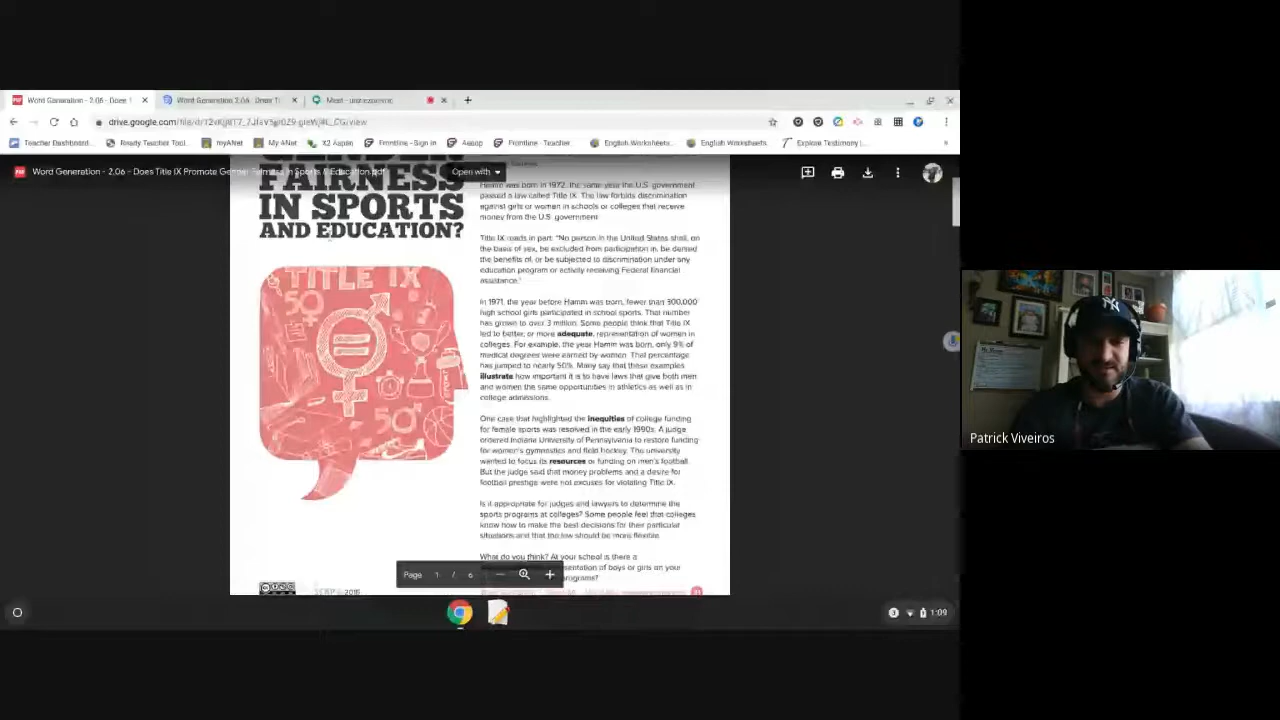 Word Generation - 2.06 - Does T
Word Generation 2.06 - Does Ti
Meet -
drive.google.com/file/d/
Teacher Dashboard...
Ready Teacher Tool...
myANet
My ANet
X2 Aspen
Frontline - Sign in
Aesop
Frontline - Teacher...
English Worksheets...
English Worksheets...
Explore Testimony |...
Word Generation - 2.06 - Does Title IX Promote Gender Fairness in Sports & Education.pdf
Open with
GENDER
FAIRNESS
IN SPORTS
AND EDUCATION?
TITLE IX
50
50
Hamm was born in 1972, the same year the U.S. government
passed a law called Title IX. The law forbids discrimination
against girls or women in schools or colleges that receive
money from the U.S. government.
Title IX reads in part: "No person in the United States shall, on
the basis of sex, be excluded from participation in, be denied
the benefits of, or be subjected to discrimination under any
education program or activity receiving Federal financial
assistance."
In 1971, the year before Hamm was born, fewer than 300,000
high school girls participated in school sports. That number
has grown to over 3 million. Some people think that Title IX
led to better, or more adequate, representation of women in
colleges. For example, the year Hamm was born, only 9% of
medical degrees were earned by women. That percentage
has jumped to nearly 50%. Many say that these examples
illustrate how important it is to have laws that give both men
and women the same opportunities in athletics as well as in
college admissions.
One case that highlighted the inequities of college funding
for female sports was resolved in the early 1990s. A judge
ordered Indiana University of Pennsylvania to restore funding
for women's gymnastics and field hockey. The university
wanted to focus its resources or funding on men's football.
But the judge said that money problems and a desire for
football prestige were not excuses for violating Title IX.
Is it appropriate for judges and lawyers to determine the
sports programs at colleges? Some people feel that colleges
know how to make the best decisions for their particular
situations and that the law should be more flexible.
What do you think? At your school is there a
sentation of boys or girls on your
programs?
Page 1 / 6
2015
1:09
NY
Patrick Viveiros